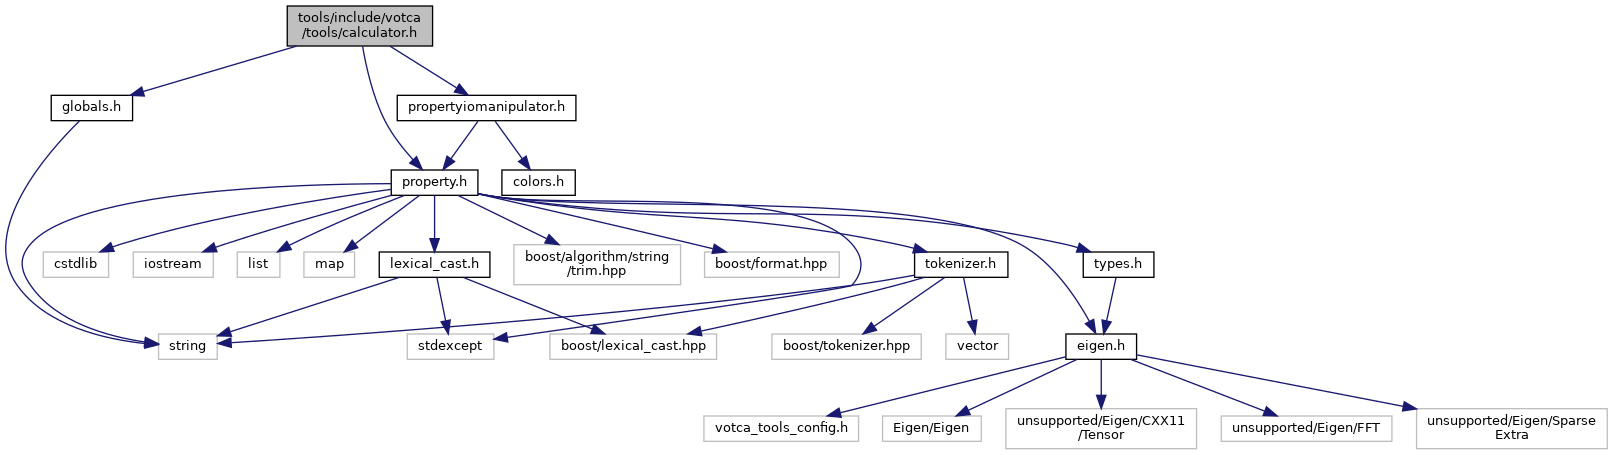 tools/include/votca
/tools/calculator.h
globals.h
propertyiomanipulator.h
property.h
colors.h
cstdlib
iostream
list
map
lexical_cast.h
boost/algorithm/string
/trim.hpp
boost/format.hpp
tokenizer.h
types.h
string
stdexcept
boost/lexical_cast.hpp
boost/tokenizer.hpp
vector
eigen.h
votca_tools_config.h
Eigen/Eigen
unsupported/Eigen/CXX11
/Tensor
unsupported/Eigen/FFT
unsupported/Eigen/Sparse
Extra